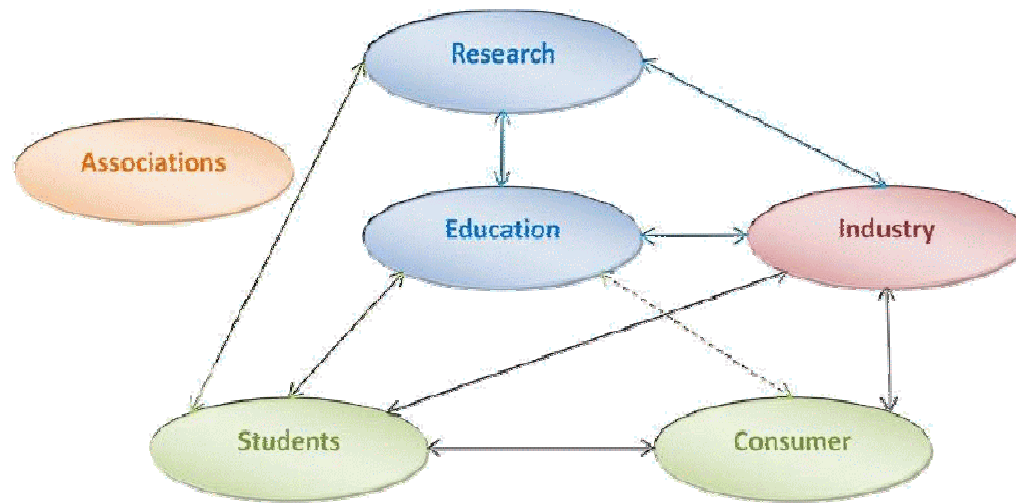 Research
Associations
Education
Industry
Students
Consumer